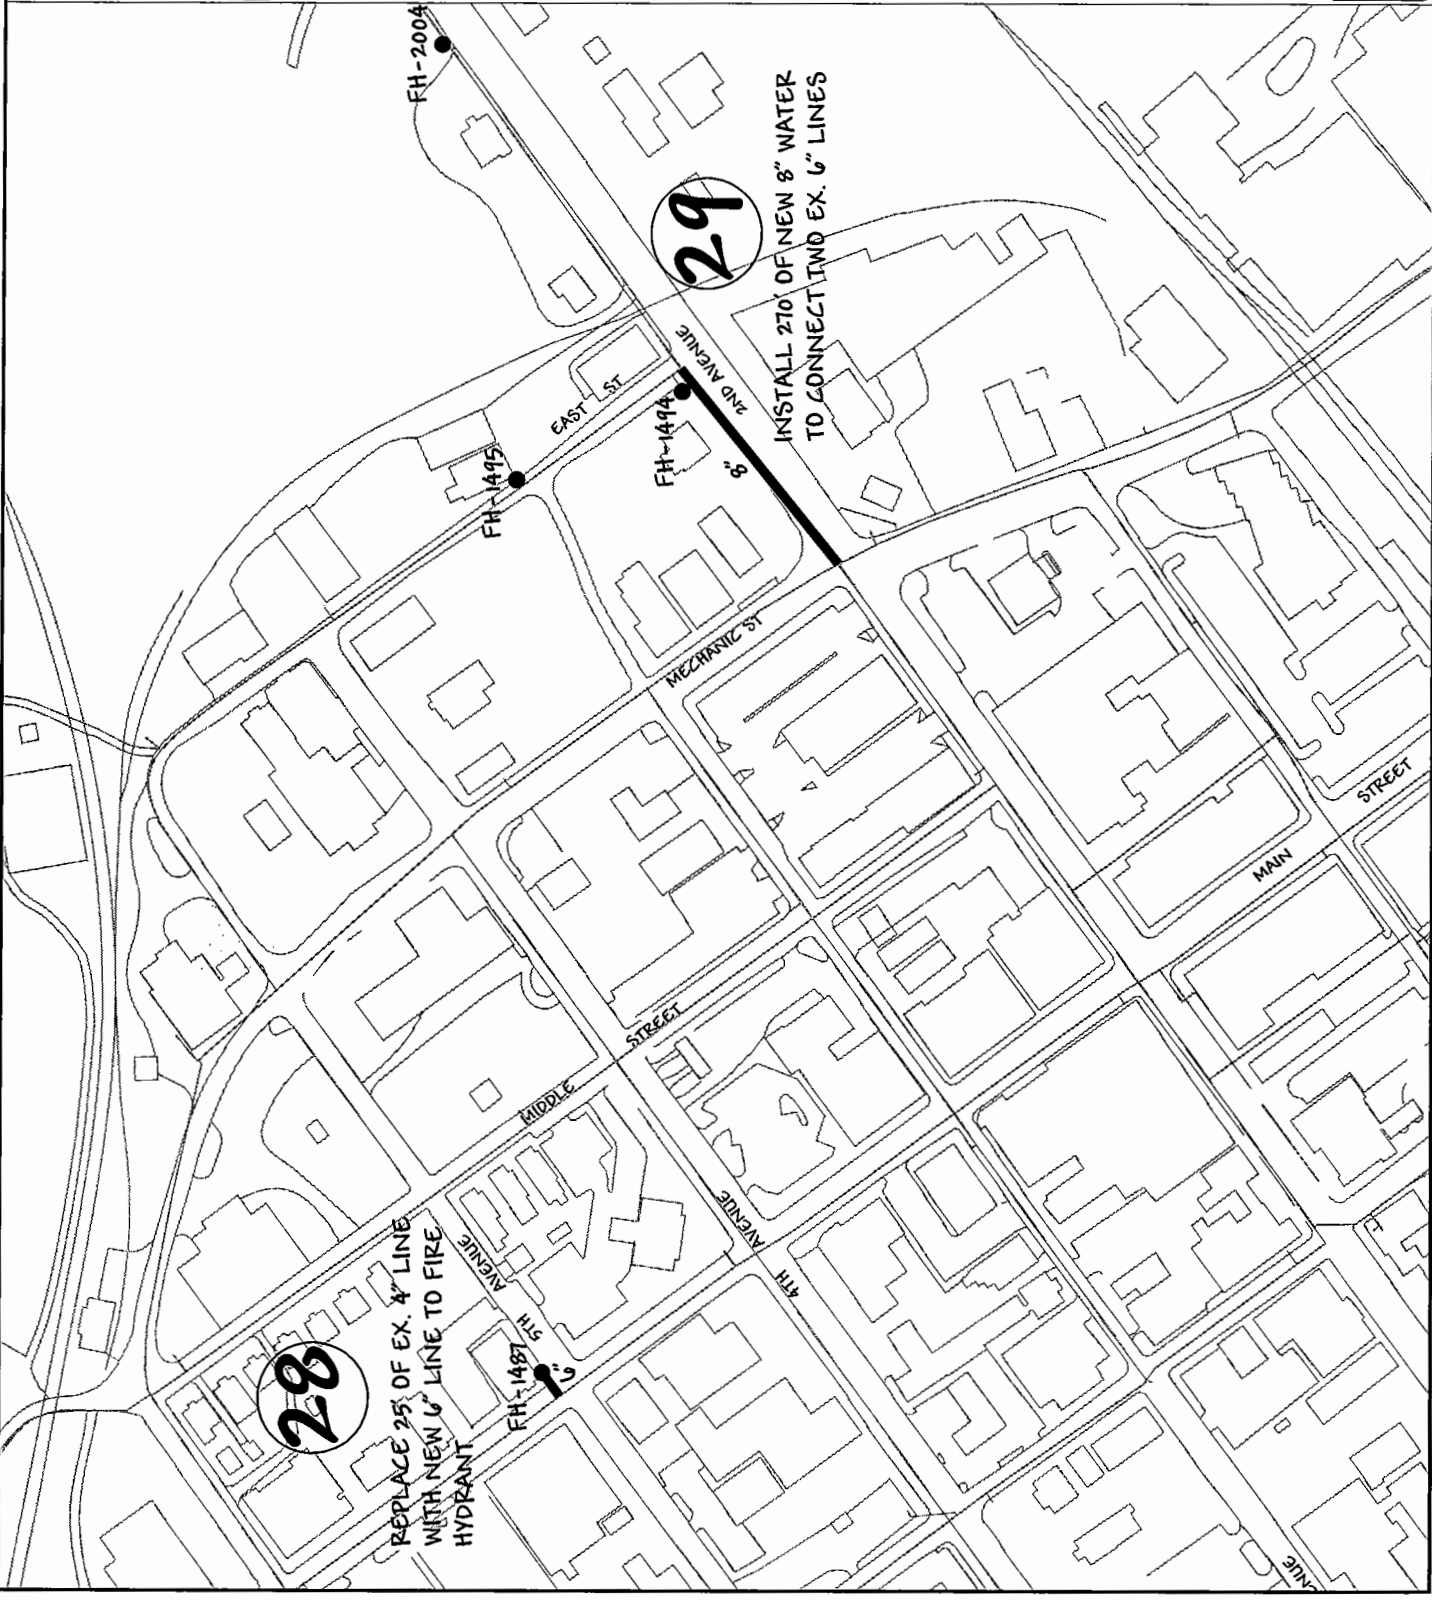 FH-2004
29
INSTALL 270' OF NEW 8" WATER
TO CONNECT TWO EX. 6" LINES
EAST ST
2ND AVENUE
FH-1494
FH-1495
8"
MECHANIC ST
MAIN STREET
MIDDLE STREET
4TH AVENUE
5TH AVENUE
28
REPLACE 25' OF EX. 4" LINE
WITH NEW 6" LINE TO FIRE
HYDRANT
FH-1487
6"